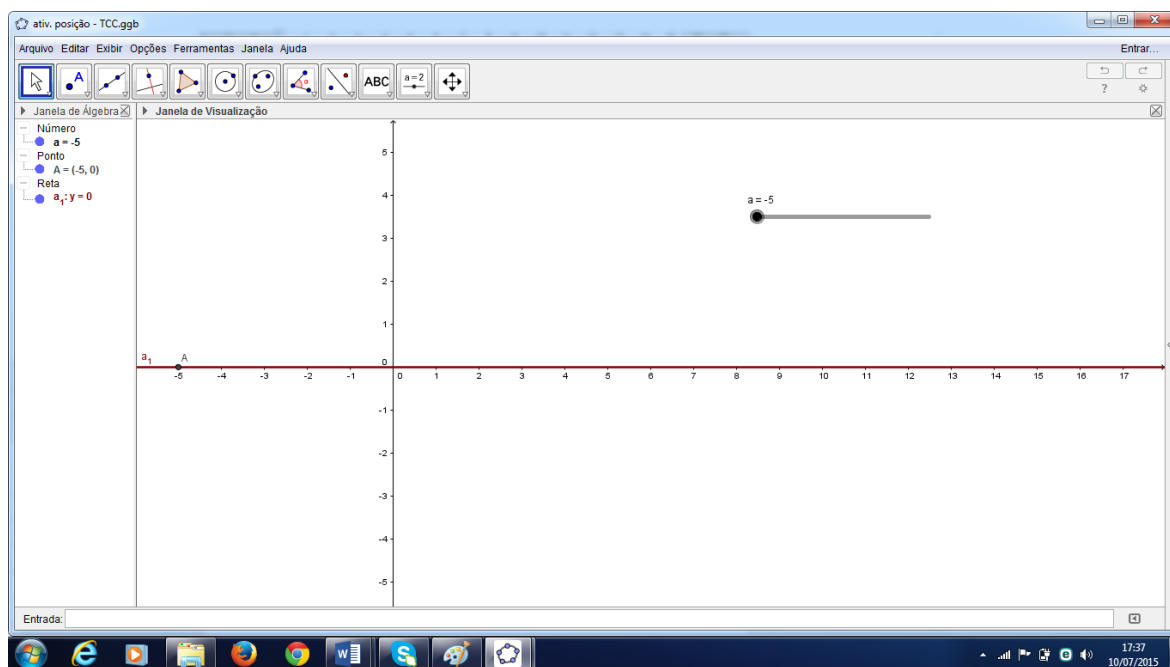 ativ. posição - TCC.ggb
Arquivo Editar Exibir Opções Ferramentas Janela Ajuda Entrar...
A ABC a=2
?
Janela de Álgebra Janela de Visualização
Número
a = -5
Ponto
A = (-5, 0)
Reta
a1: y = 0
a = -5
5
4
3
2
1
0
a1 A
-5 -4 -3 -2 -1 0 1 2 3 4 5 6 7 8 9 10 11 12 13 14 15 16 17
-1
-2
-3
-4
-5
Entrada:
17:37
10/07/2015